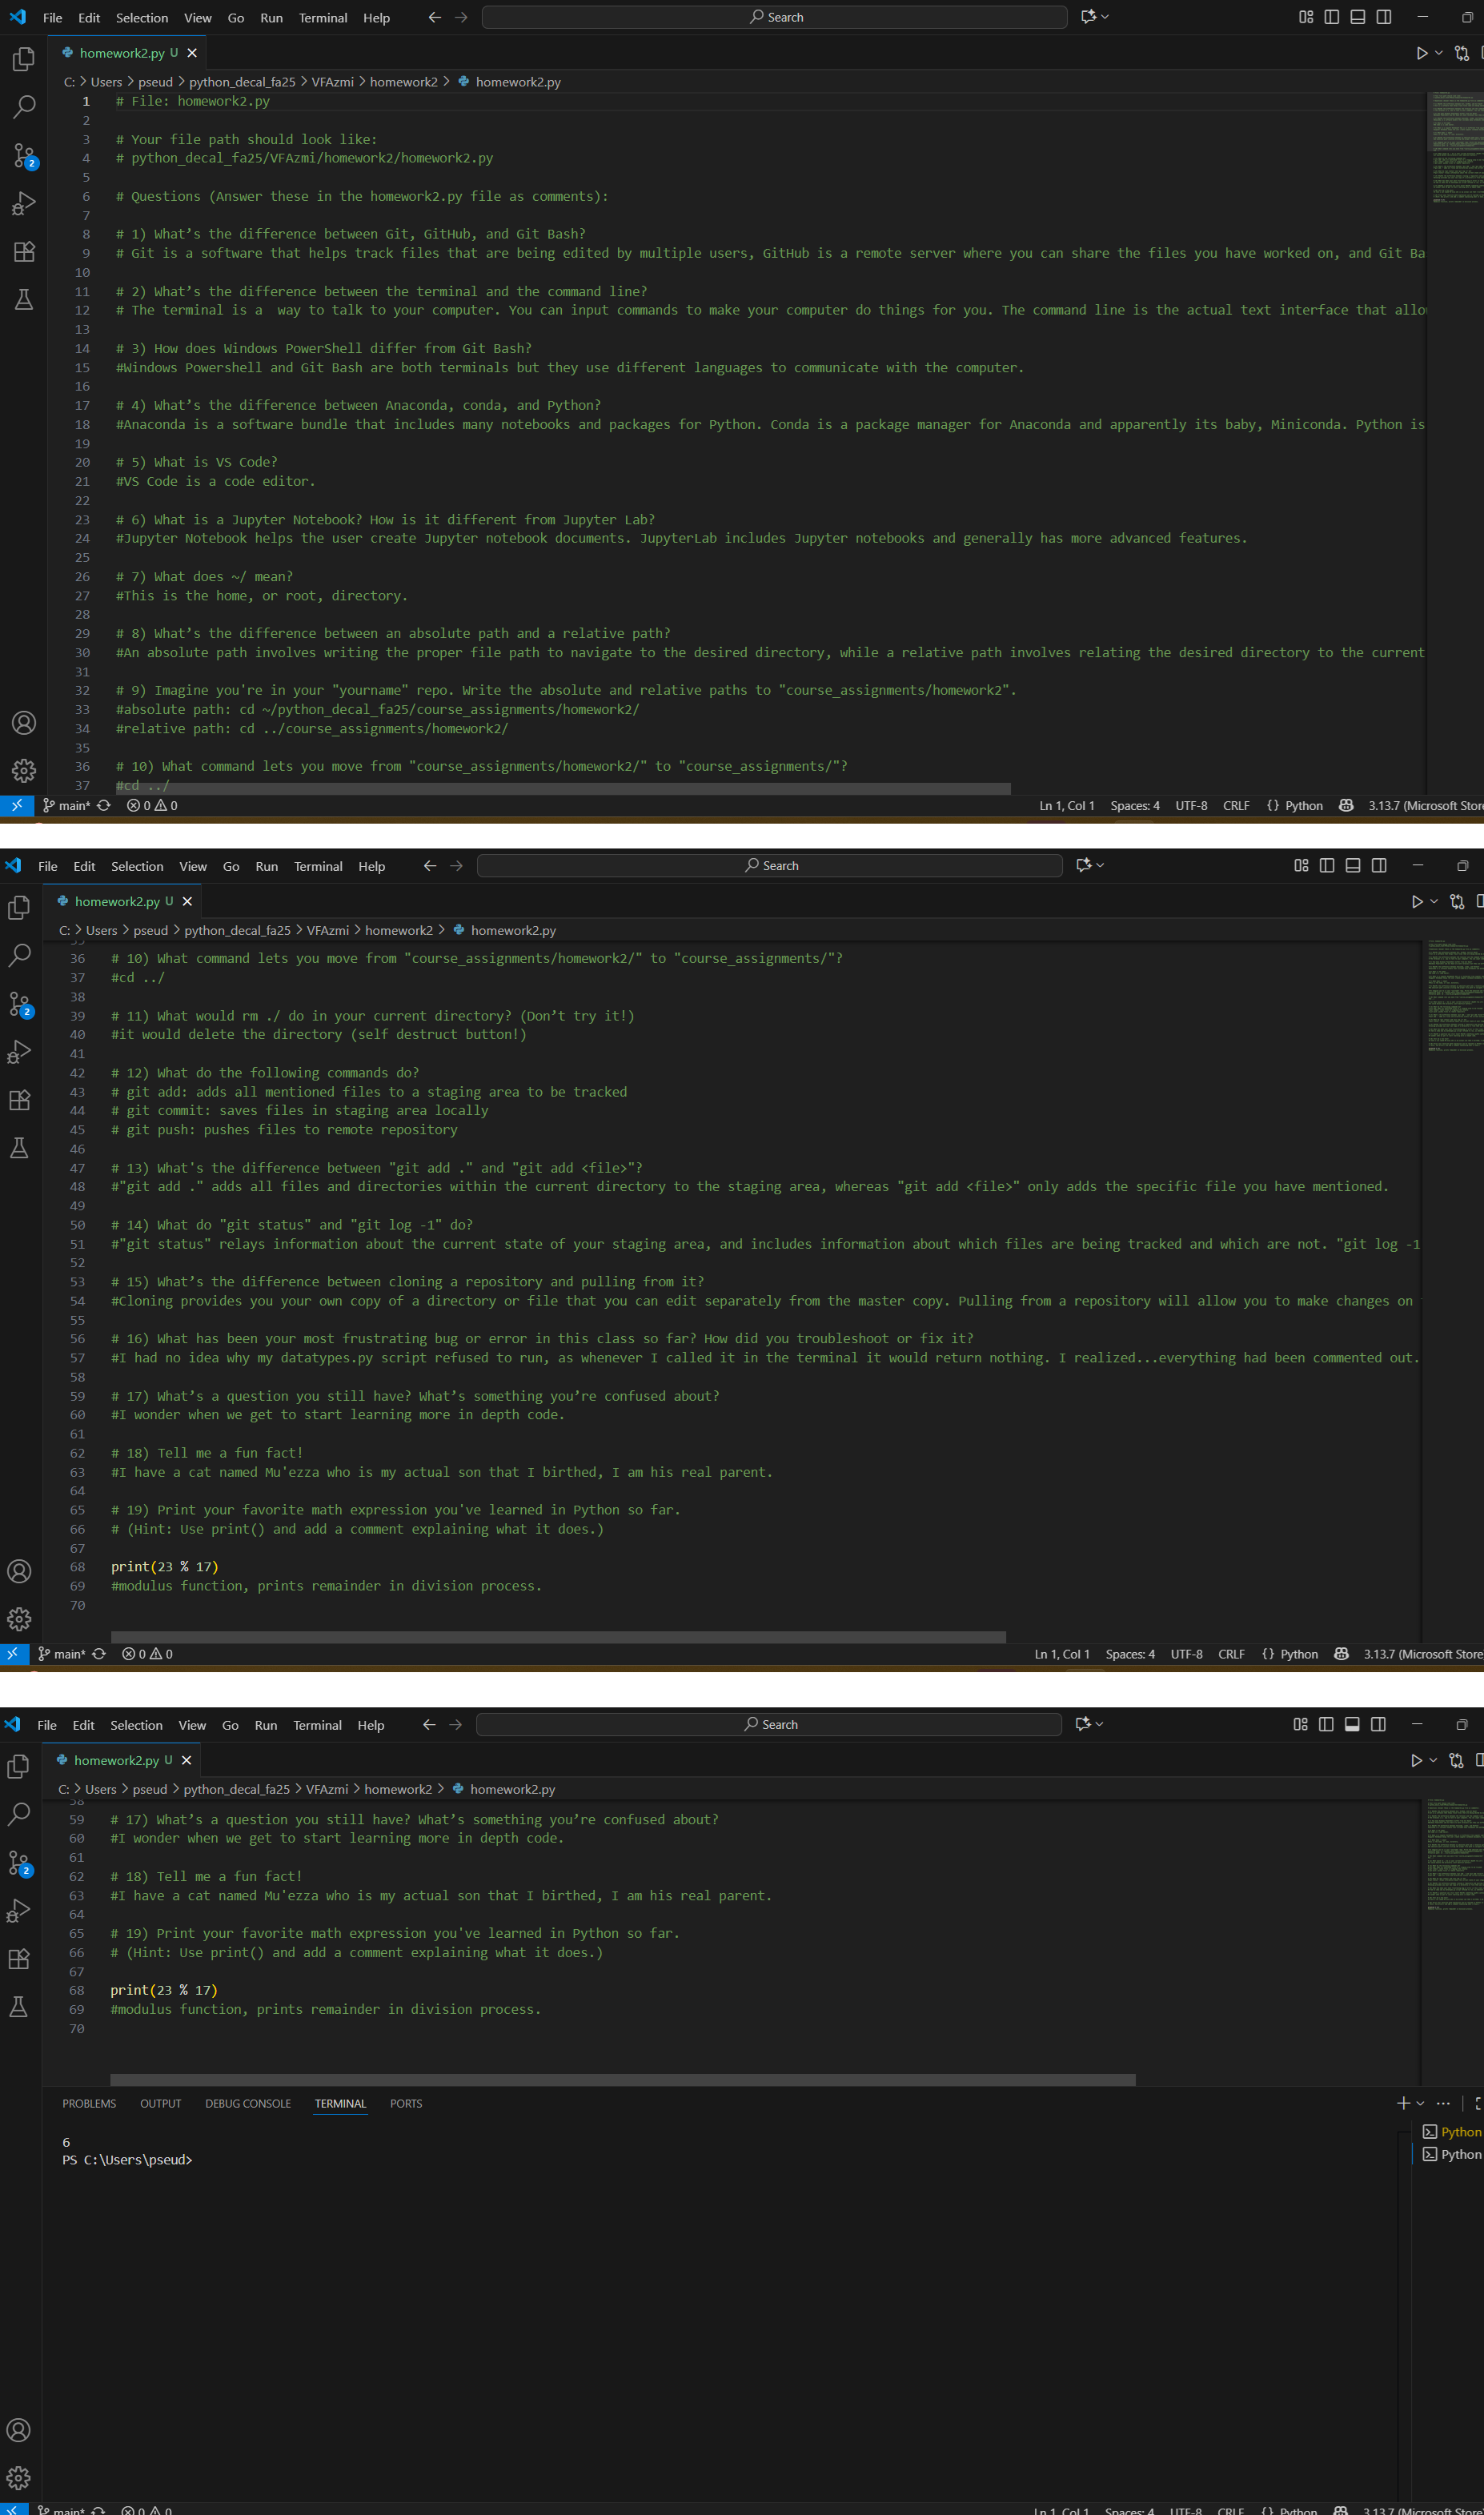 File Edit Selection View Go Run Terminal Help Search
homework2.py U
C: > Users > pseud > python_decal_fa25 > VFAzmi > homework2 > homework2.py
1 # File: homework2.py
2
3 # Your file path should look like:
4 # python_decal_fa25/VFAzmi/homework2/homework2.py
5
6 # Questions (Answer these in the homework2.py file as comments):
7
8 # 1) What’s the difference between Git, GitHub, and Git Bash?
9 # Git is a software that helps track files that are being edited by multiple users, GitHub is a remote server where you can share the files you have worked on, and Git Ba
10
11 # 2) What’s the difference between the terminal and the command line?
12 # The terminal is a  way to talk to your computer. You can input commands to make your computer do things for you. The command line is the actual text interface that allo
13
14 # 3) How does Windows PowerShell differ from Git Bash?
15 #Windows Powershell and Git Bash are both terminals but they use different languages to communicate with the computer.
16
17 # 4) What’s the difference between Anaconda, conda, and Python?
18 #Anaconda is a software bundle that includes many notebooks and packages for Python. Conda is a package manager for Anaconda and apparently its baby, Miniconda. Python is
19
20 # 5) What is VS Code?
21 #VS Code is a code editor.
22
23 # 6) What is a Jupyter Notebook? How is it different from Jupyter Lab?
24 #Jupyter Notebook helps the user create Jupyter notebook documents. JupyterLab includes Jupyter notebooks and generally has more advanced features.
25
26 # 7) What does ~/ mean?
27 #This is the home, or root, directory.
28
29 # 8) What’s the difference between an absolute path and a relative path?
30 #An absolute path involves writing the proper file path to navigate to the desired directory, while a relative path involves relating the desired directory to the current
31
32 # 9) Imagine you're in your "yourname" repo. Write the absolute and relative paths to "course_assignments/homework2".
33 #absolute path: cd ~/python_decal_fa25/course_assignments/homework2/
34 #relative path: cd ../course_assignments/homework2/
35
36 # 10) What command lets you move from "course_assignments/homework2/" to "course_assignments/"?
37 #cd ../
2
main* 0 0 Ln 1, Col 1 Spaces: 4 UTF-8 CRLF {} Python 3.13.7 (Microsoft Store
File Edit Selection View Go Run Terminal Help Search
homework2.py U
C: > Users > pseud > python_decal_fa25 > VFAzmi > homework2 > homework2.py
35
36 # 10) What command lets you move from "course_assignments/homework2/" to "course_assignments/"?
37 #cd ../
38
39 # 11) What would rm ./ do in your current directory? (Don’t try it!)
40 #it would delete the directory (self destruct button!)
41
42 # 12) What do the following commands do?
43 # git add: adds all mentioned files to a staging area to be tracked
44 # git commit: saves files in staging area locally
45 # git push: pushes files to remote repository
46
47 # 13) What's the difference between "git add ." and "git add <file>"?
48 #"git add ." adds all files and directories within the current directory to the staging area, whereas "git add <file>" only adds the specific file you have mentioned.
49
50 # 14) What do "git status" and "git log -1" do?
51 #"git status" relays information about the current state of your staging area, and includes information about which files are being tracked and which are not. "git log -1
52
53 # 15) What’s the difference between cloning a repository and pulling from it?
54 #Cloning provides you your own copy of a directory or file that you can edit separately from the master copy. Pulling from a repository will allow you to make changes on
55
56 # 16) What has been your most frustrating bug or error in this class so far? How did you troubleshoot or fix it?
57 #I had no idea why my datatypes.py script refused to run, as whenever I called it in the terminal it would return nothing. I realized...everything had been commented out.
58
59 # 17) What’s a question you still have? What’s something you’re confused about?
60 #I wonder when we get to start learning more in depth code.
61
62 # 18) Tell me a fun fact!
63 #I have a cat named Mu'ezza who is my actual son that I birthed, I am his real parent.
64
65 # 19) Print your favorite math expression you've learned in Python so far.
66 # (Hint: Use print() and add a comment explaining what it does.)
67
68 print(23 % 17)
69 #modulus function, prints remainder in division process.
70
2
main* 0 0 Ln 1, Col 1 Spaces: 4 UTF-8 CRLF {} Python 3.13.7 (Microsoft Store
File Edit Selection View Go Run Terminal Help Search
homework2.py U
C: > Users > pseud > python_decal_fa25 > VFAzmi > homework2 > homework2.py
58
59 # 17) What’s a question you still have? What’s something you’re confused about?
60 #I wonder when we get to start learning more in depth code.
61
62 # 18) Tell me a fun fact!
63 #I have a cat named Mu'ezza who is my actual son that I birthed, I am his real parent.
64
65 # 19) Print your favorite math expression you've learned in Python so far.
66 # (Hint: Use print() and add a comment explaining what it does.)
67
68 print(23 % 17)
69 #modulus function, prints remainder in division process.
70
2
PROBLEMS OUTPUT DEBUG CONSOLE TERMINAL PORTS
6
PS C:\Users\pseud>
Python
Python
main* 0 0 Ln 1, Col 1 Spaces: 4 UTF-8 CRLF {} Python 3.13.7 (Microsoft Store